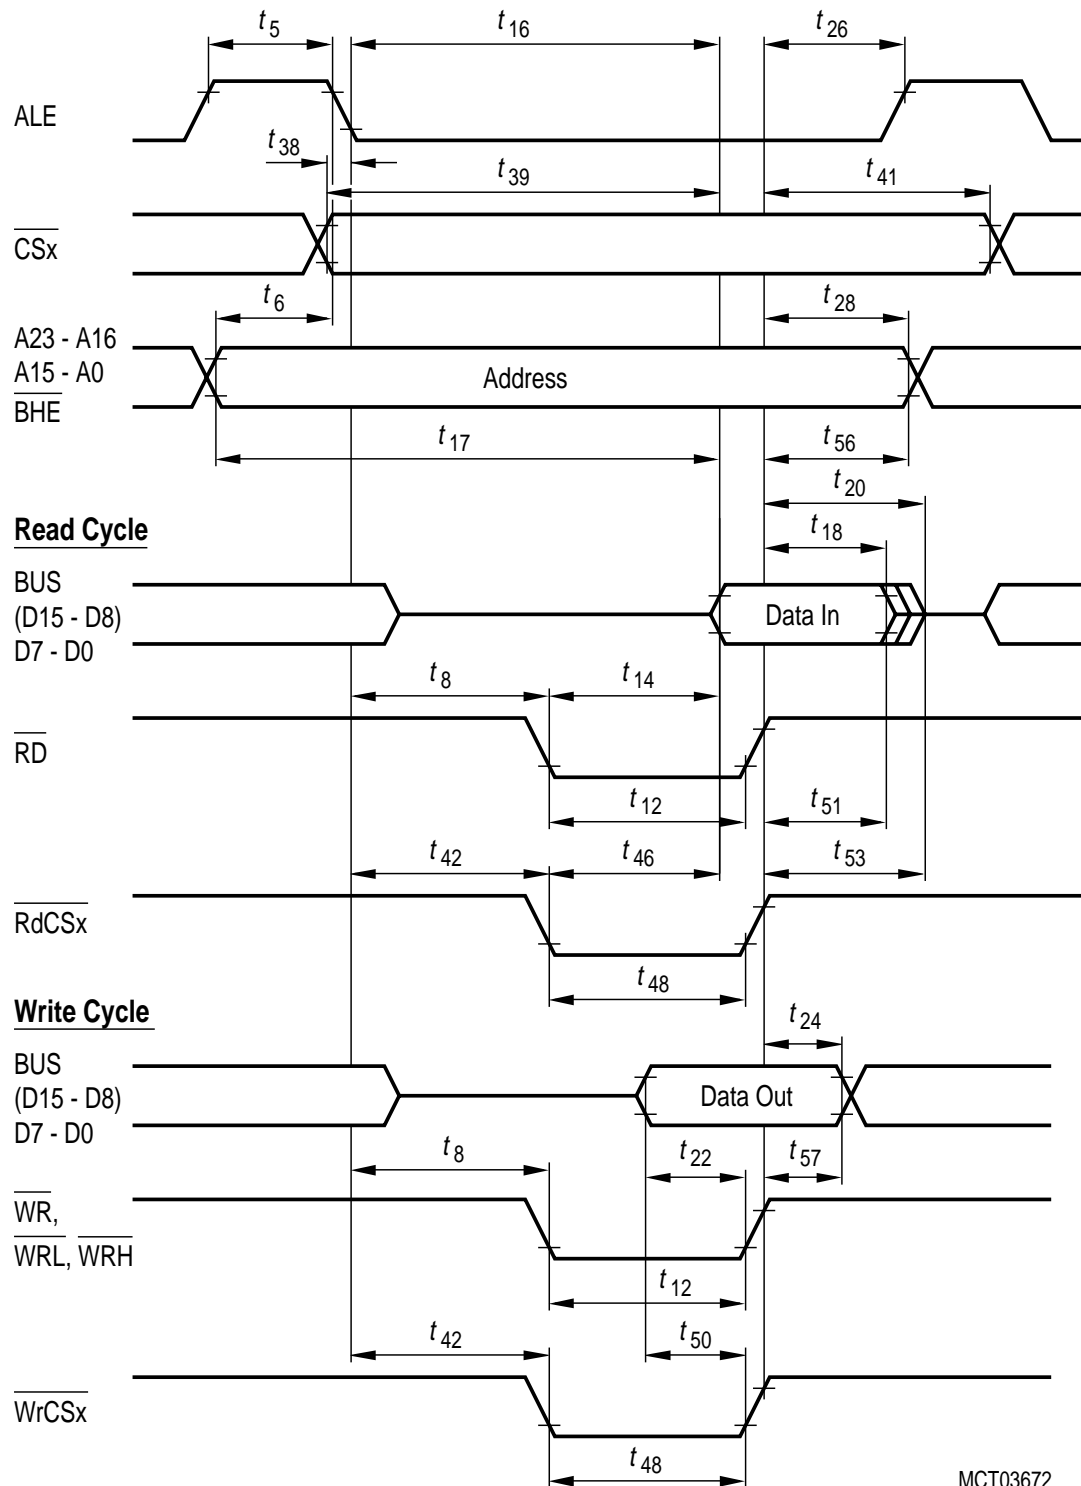 t5 t16 t26
ALE
t38
t39 t41
CSx
t6 t28
A23 - A16
A15 - A0
BHE
Address
t17 t56
t20
Read Cycle
t18
BUS
(D15 - D8)
D7 - D0
Data In
t8 t14
RD
t12 t51
t42 t46 t53
RdCSx
t48
Write Cycle
t24
BUS
(D15 - D8)
D7 - D0
Data Out
t8 t22 t57
WR,
WRL, WRH
t12
t42 t50
WrCSx
t48
MCT03672